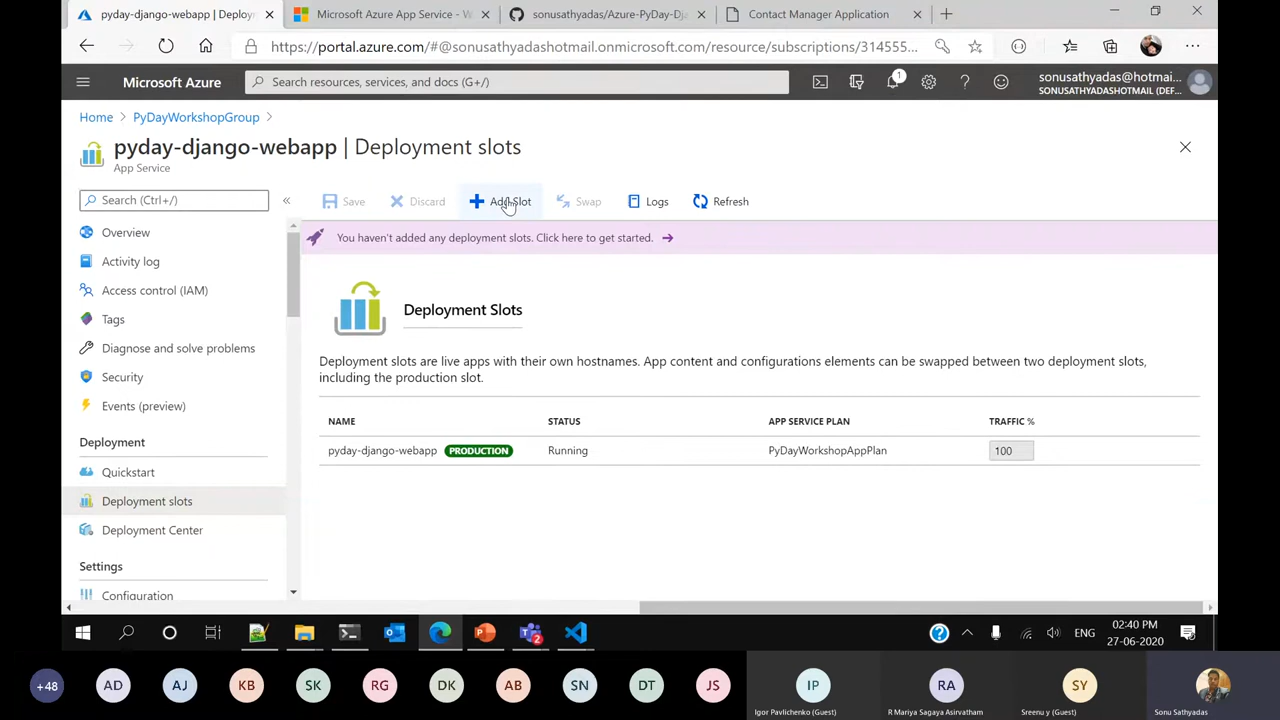 pyday-django-webapp | Deploym
Microsoft Azure App Service - W
sonusathyadas/Azure-PyDay-Dj
Contact Manager Application
https://portal.azure.com/#@sonusathyadashotmail.onmicrosoft.com/resource/subscriptions/314555...
Microsoft Azure
Search resources, services, and docs (G+/)
1
sonusathyadas@hotmai...
SONUSATHYADASHOTMAIL (DEF...
Home > PyDayWorkshopGroup >
pyday-django-webapp | Deployment slots
App Service
Search (Ctrl+/)
«
Save
Discard
Add Slot
Swap
Logs
Refresh
You haven't added any deployment slots. Click here to get started. →
Overview
Activity log
Access control (IAM)
Tags
Diagnose and solve problems
Security
Events (preview)
Deployment
Quickstart
Deployment slots
Deployment Center
Settings
Configuration
Deployment Slots
Deployment slots are live apps with their own hostnames. App content and configurations elements can be swapped between two deployment slots,
including the production slot.
NAME STATUS APP SERVICE PLAN TRAFFIC %
pyday-django-webapp PRODUCTION Running PyDayWorkshopAppPlan 100
2
ENG
02:40 PM
27-06-2020
+48 AD AJ KB SK RG DK AB SN DT JS IP RA SY
Igor Pavlichenko (Guest) R Mariya Sagaya Asirvatham Sreenu y (Guest) Sonu Sathyadas